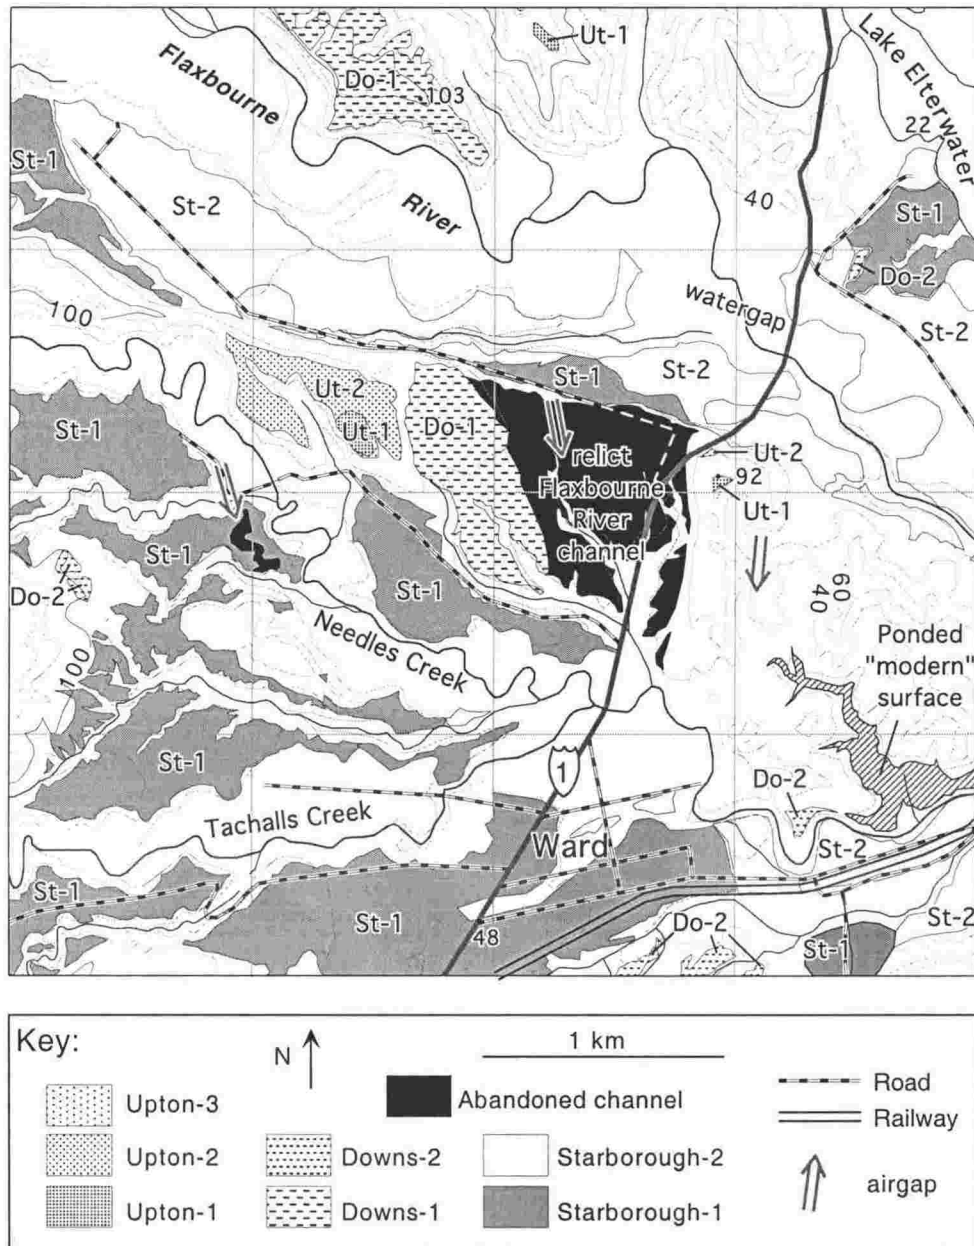 Ut-1
Flaxbourne
Do-1
103
Lake Elterwater
22
St-1
St-2
River
40
St-1
Do-2
watergap
100
St-2
St-1
St-2
Ut-2
St-1
Ut-1
Do-1
Ut-2
relict
92
Flaxbourne
Ut-1
River
channel
St-1
St-1
Do-2
60
40
Needles Creek
Ponded
"modern"
surface
100
St-1
1
Do-2
Tachalls Creek
Ward
St-2
St-1
St-1
Do-2
St-2
48
St-1
Key:
N
1 km
Upton-3
Abandoned channel
Road
Railway
Upton-2
Downs-2
Starborough-2
Upton-1
Downs-1
Starborough-1
airgap